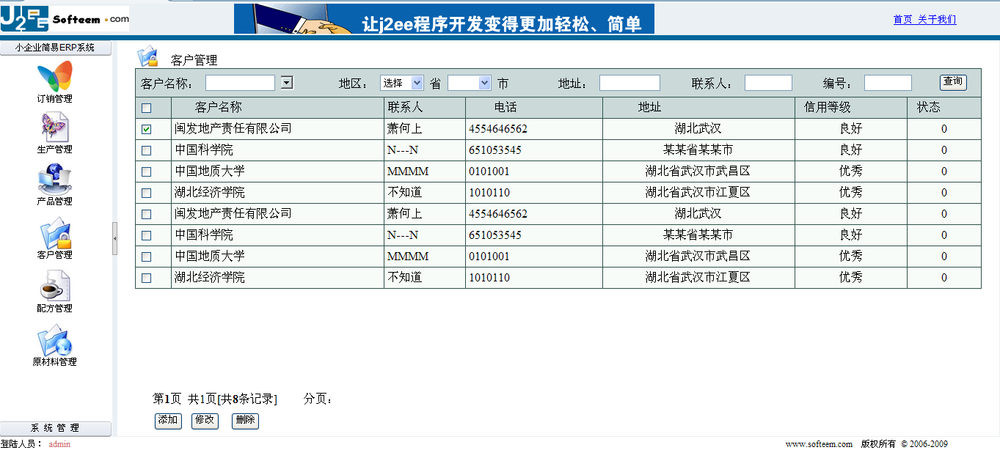 J2EE Softeem .com
让j2ee程序开发变得更加轻松、简单
首页 关于我们
小企业简易ERP系统
订销管理
生产管理
产品管理
客户管理
配方管理
原材料管理
系 统 管 理
登陆人员： admin
客户管理
客户名称： 地区： 选择 省 市 地址： 联系人： 编号： 查询
客户名称 联系人 电话 地址 信用等级 状态
闽发地产责任有限公司 萧何上 4554646562 湖北武汉 良好 0
中国科学院 N---N 651053545 某某省某某市 良好 0
中国地质大学 MMMM 0101001 湖北省武汉市武昌区 优秀 0
湖北经济学院 不知道 1010110 湖北省武汉市江夏区 优秀 0
闽发地产责任有限公司 萧何上 4554646562 湖北武汉 良好 0
中国科学院 N---N 651053545 某某省某某市 良好 0
中国地质大学 MMMM 0101001 湖北省武汉市武昌区 优秀 0
湖北经济学院 不知道 1010110 湖北省武汉市江夏区 优秀 0
第1页 共1页[共8条记录] 分页：
添加 修改 删除
www.softeem.com 版权所有 © 2006-2009